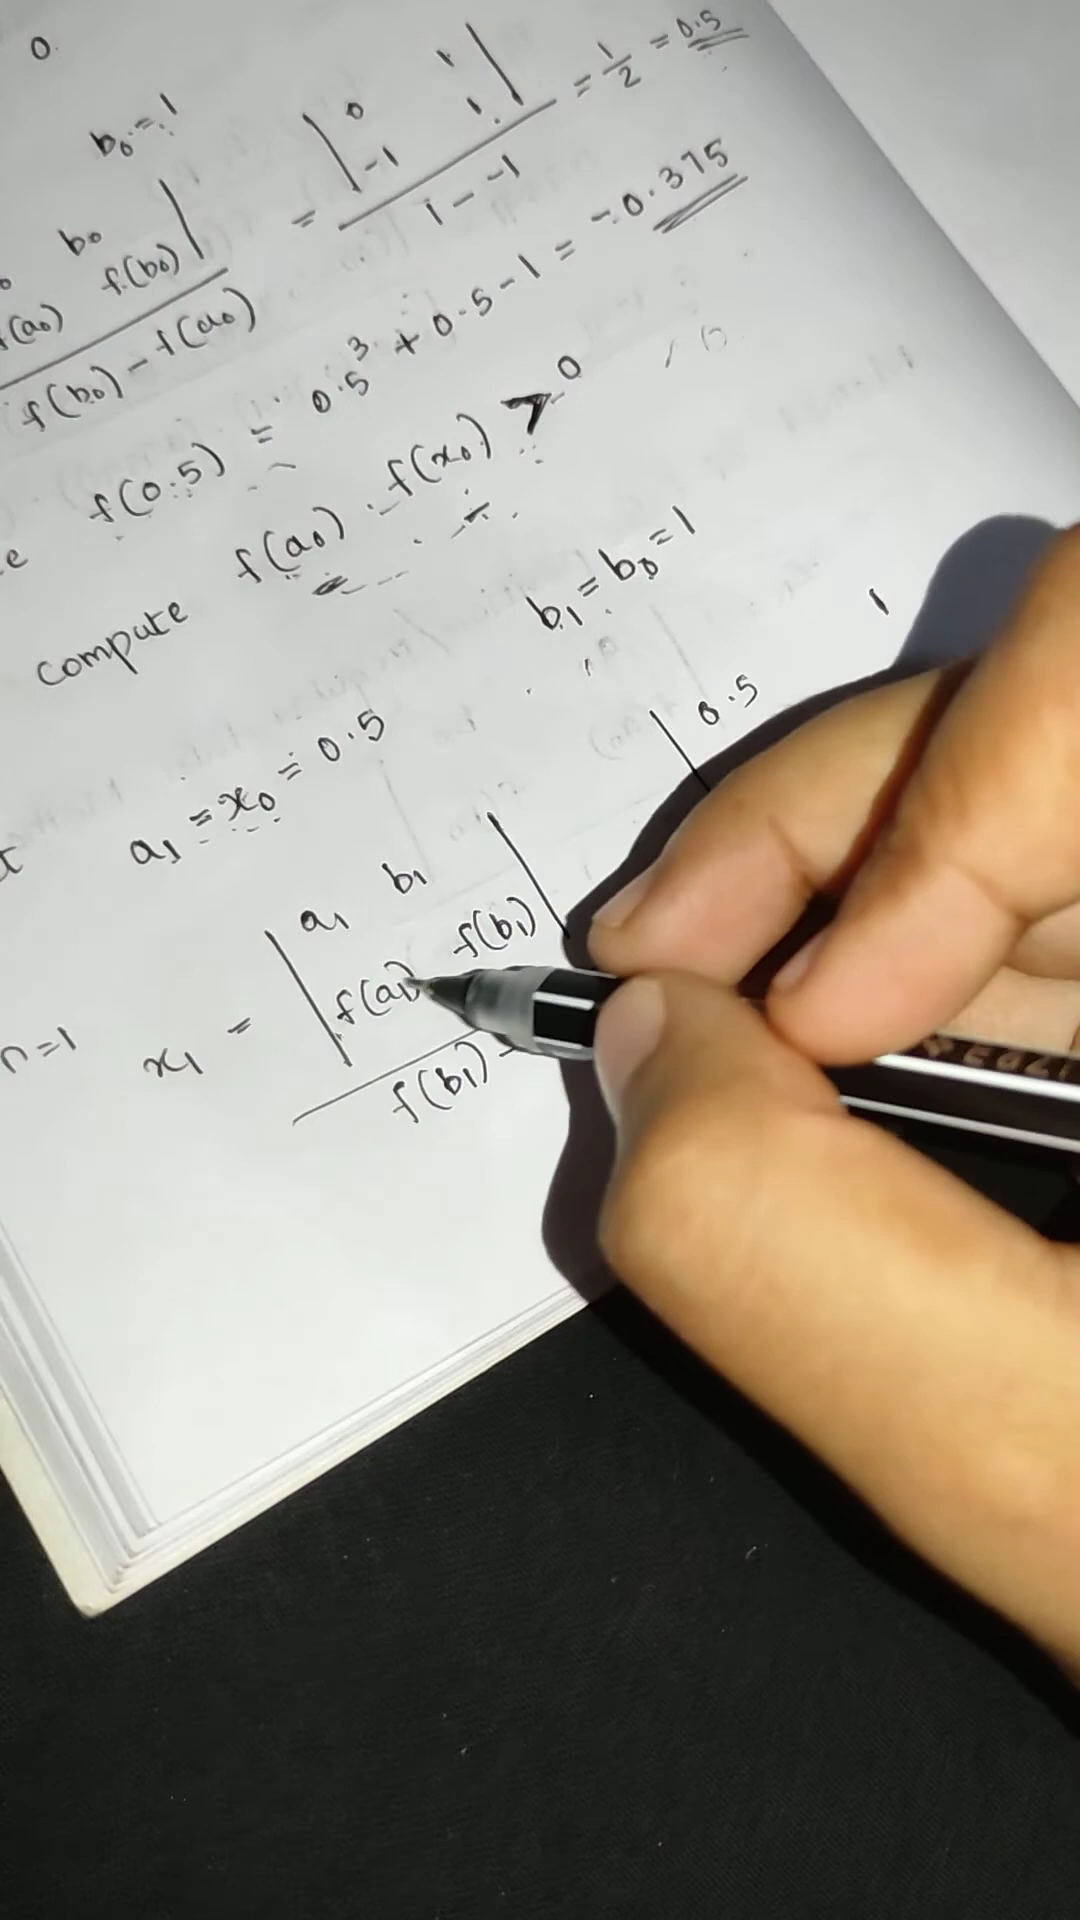 0.
b₀ = 1
b₀
f(a₀) f(b₀)
f(b₀) - f(a₀)
= | 0 1 |
| -1 1 |
1 - -1
= 1/2 = 0.5
f(0.5) = 0.5³ + 0.5 - 1 = -0.375
compute f(a₀) . f(x₀) > 0
a₁ = x₀ = 0.5 b₁ = b₀ = 1
n=1 x₁ = | a₁ b₁ | | 0.5 1
| f(a₁) f(b₁) |
f(b₁) -